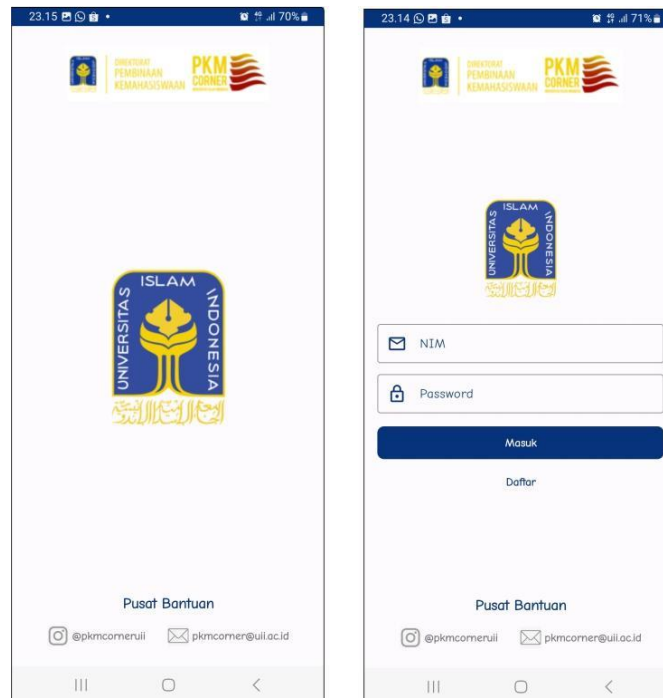 23.15
70%
DIREKTORAT
PEMBINAAN
KEMAHASISWAAN
PKM
CORNER
UNIVERSITAS ISLAM INDONESIA
Pusat Bantuan
@pkmcorneruii
pkmcorner@uii.ac.id
23.14
71%
DIREKTORAT
PEMBINAAN
KEMAHASISWAAN
PKM
CORNER
UNIVERSITAS ISLAM INDONESIA
NIM
Password
Masuk
Daftar
Pusat Bantuan
@pkmcorneruii
pkmcorner@uii.ac.id